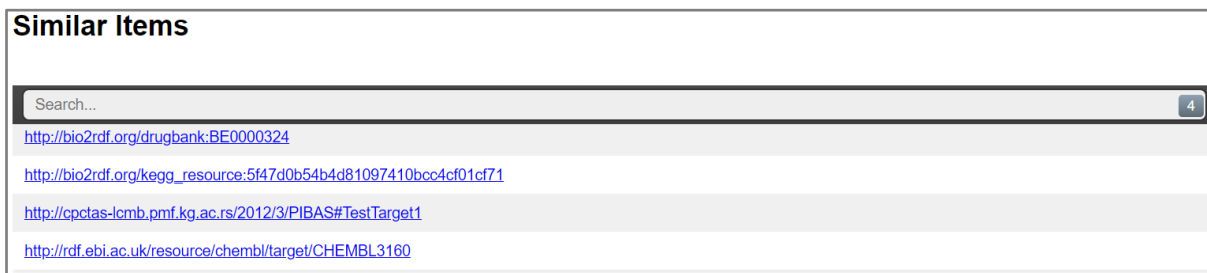 Similar Items
Search... 4
http://bio2rdf.org/drugbank:BE0000324
http://bio2rdf.org/kegg_resource:5f47d0b54b4d81097410bcc4cf01cf71
http://cpctas-lcmb.pmf.kg.ac.rs/2012/3/PIBAS#TestTarget1
http://rdf.ebi.ac.uk/resource/chembl/target/CHEMBL3160